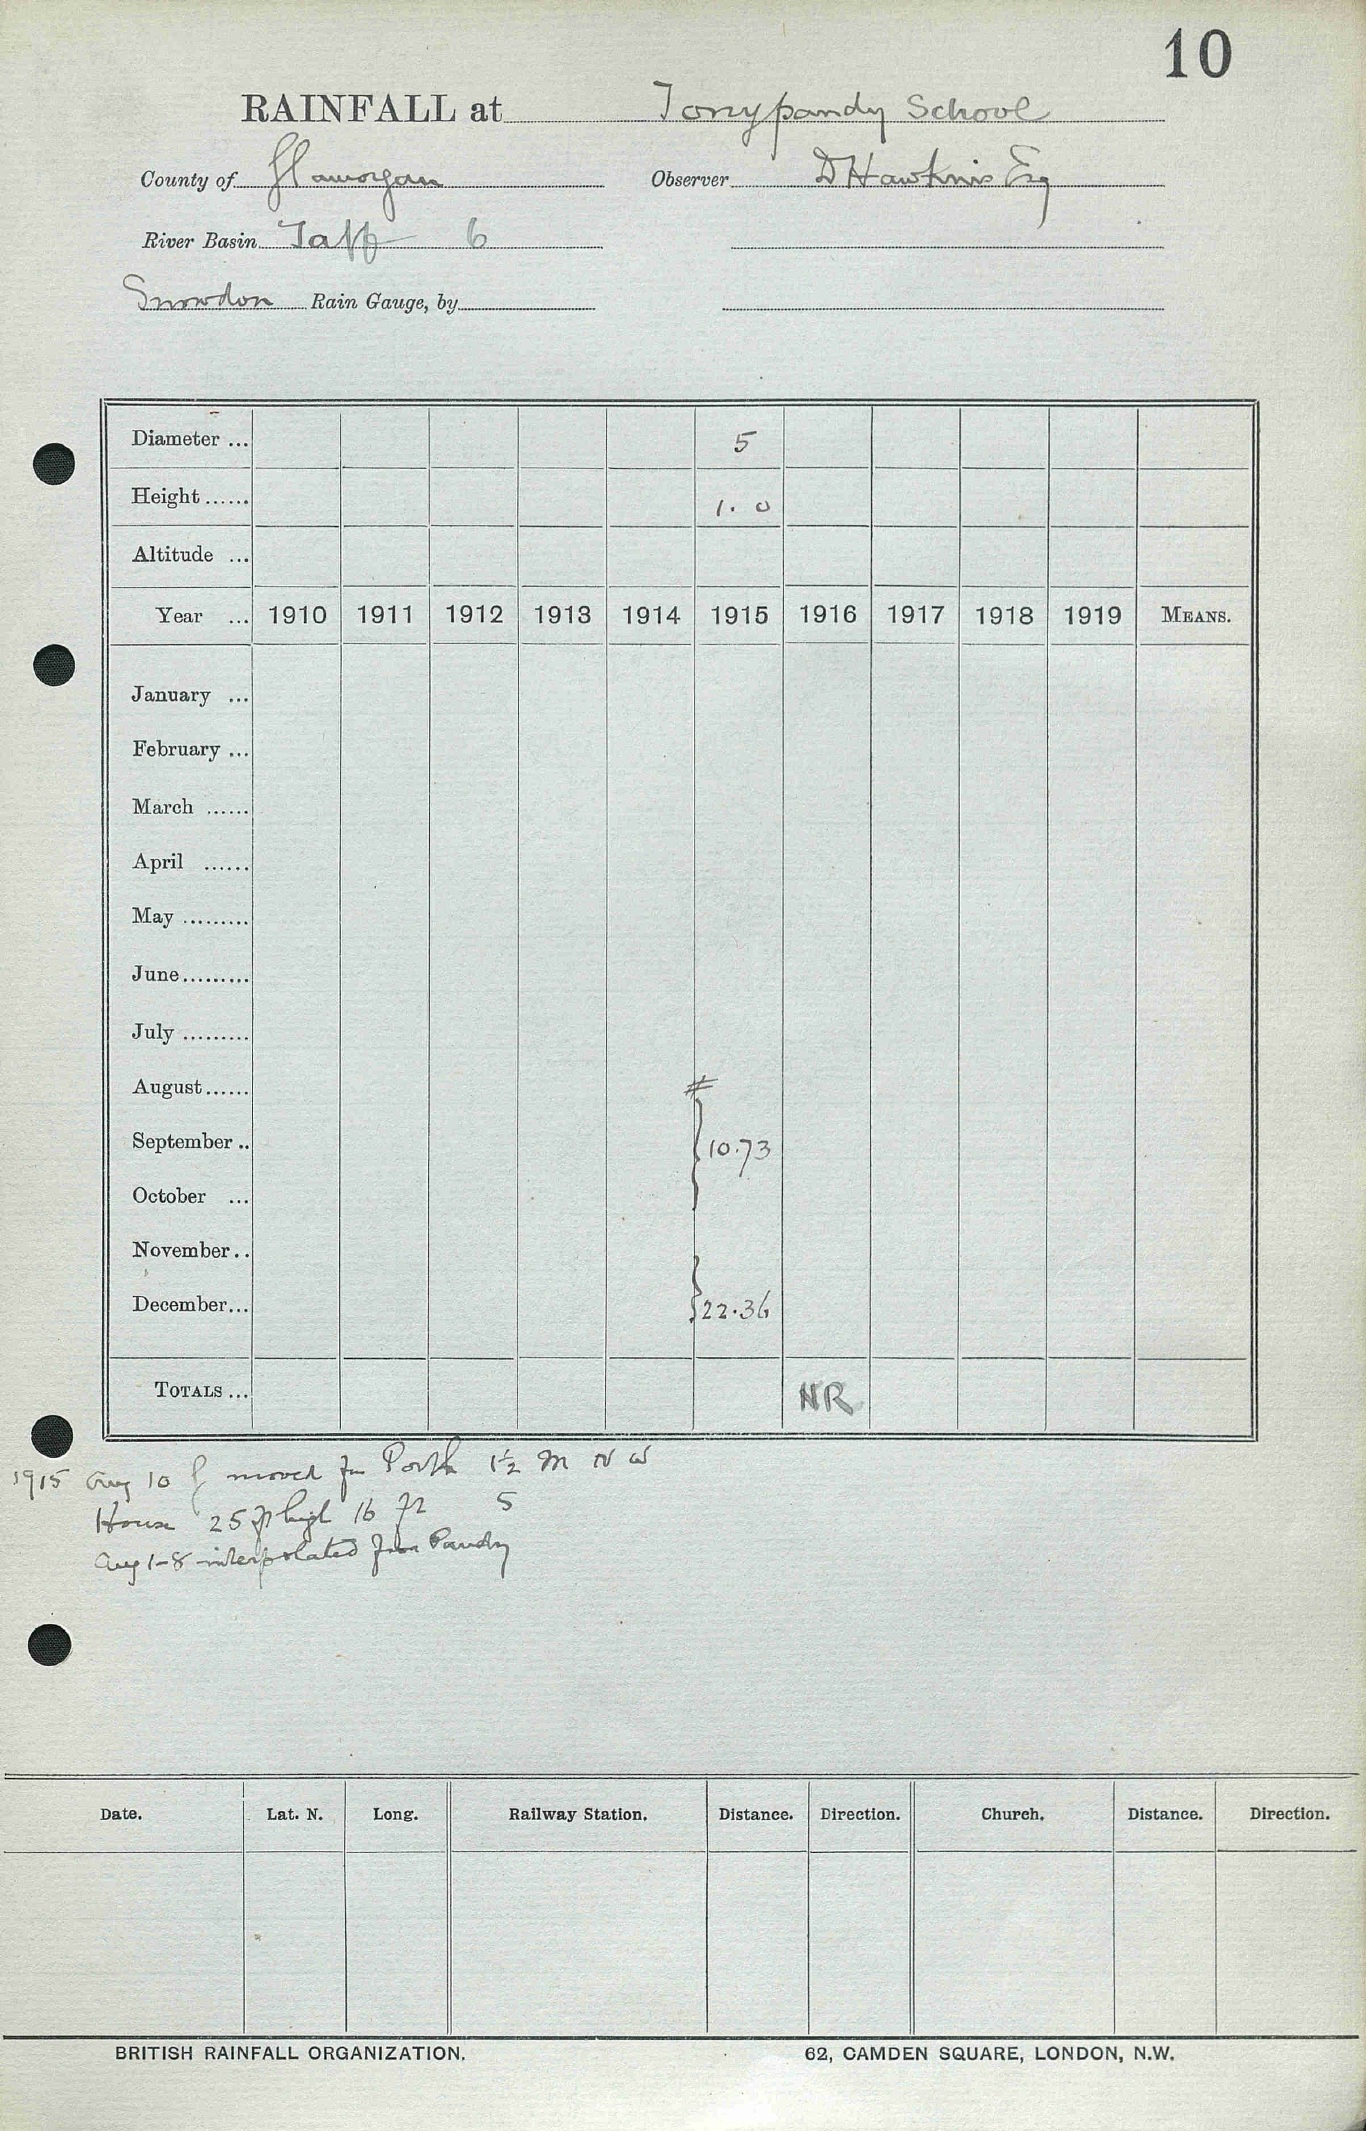 10
RAINFALL at Tonypandy School
County of Glamorgan Observer D Hawkins Esq
River Basin Taff 6
Snowdon Rain Gauge, by
Diameter ... 5
Height ...... 1.0
Altitude ...
Year ... 1910 1911 1912 1913 1914 1915 1916 1917 1918 1919 MEANS.
January ...
February ...
March ......
April ......
May .........
June .........
July .........
August ...... #
September .. } 10.73
October ...
November ..
December ... } 22.36
TOTALS ... NR
1915 Aug 10 moved fm Porth 1½ M N W
House 25 ft high 16 ft S
Aug 1-8 interpolated from Pandy
Date. Lat. N. Long. Railway Station. Distance. Direction. Church. Distance. Direction.
BRITISH RAINFALL ORGANIZATION. 62, CAMDEN SQUARE, LONDON, N.W.